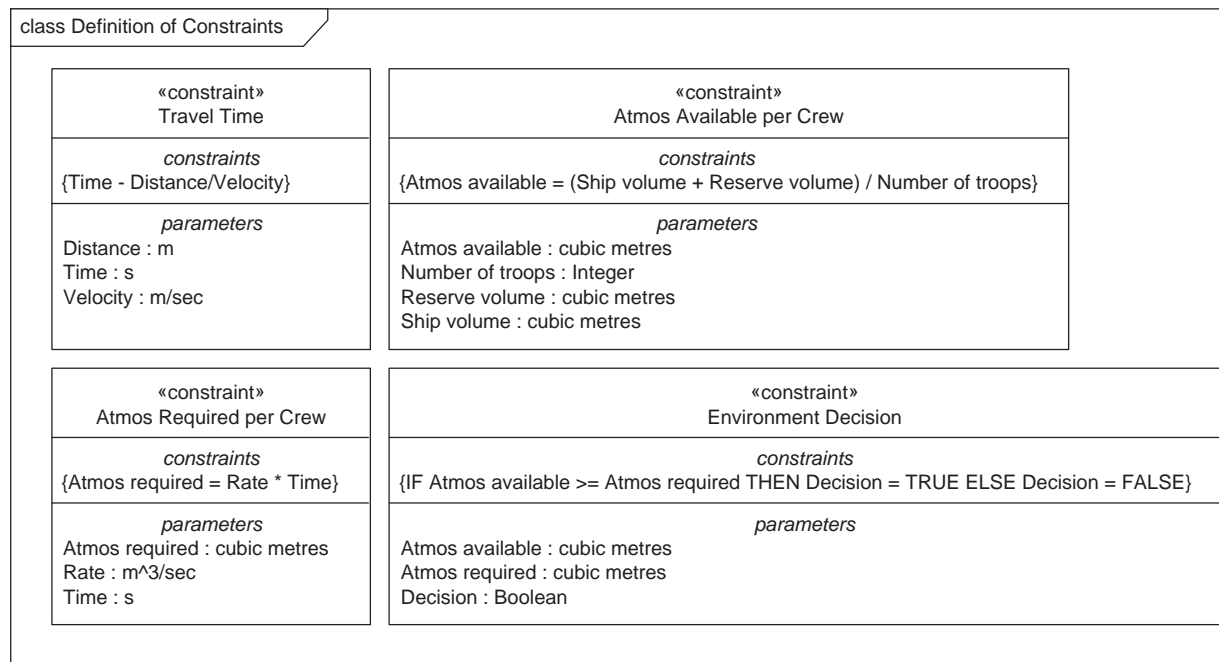 class Definition of Constraints
«constraint»
Travel Time
constraints
{Time - Distance/Velocity}
parameters
Distance : m
Time : s
Velocity : m/sec
«constraint»
Atmos Available per Crew
constraints
{Atmos available = (Ship volume + Reserve volume) / Number of troops}
parameters
Atmos available : cubic metres
Number of troops : Integer
Reserve volume : cubic metres
Ship volume : cubic metres
«constraint»
Atmos Required per Crew
constraints
{Atmos required = Rate * Time}
parameters
Atmos required : cubic metres
Rate : m^3/sec
Time : s
«constraint»
Environment Decision
constraints
{IF Atmos available >= Atmos required THEN Decision = TRUE ELSE Decision = FALSE}
parameters
Atmos available : cubic metres
Atmos required : cubic metres
Decision : Boolean